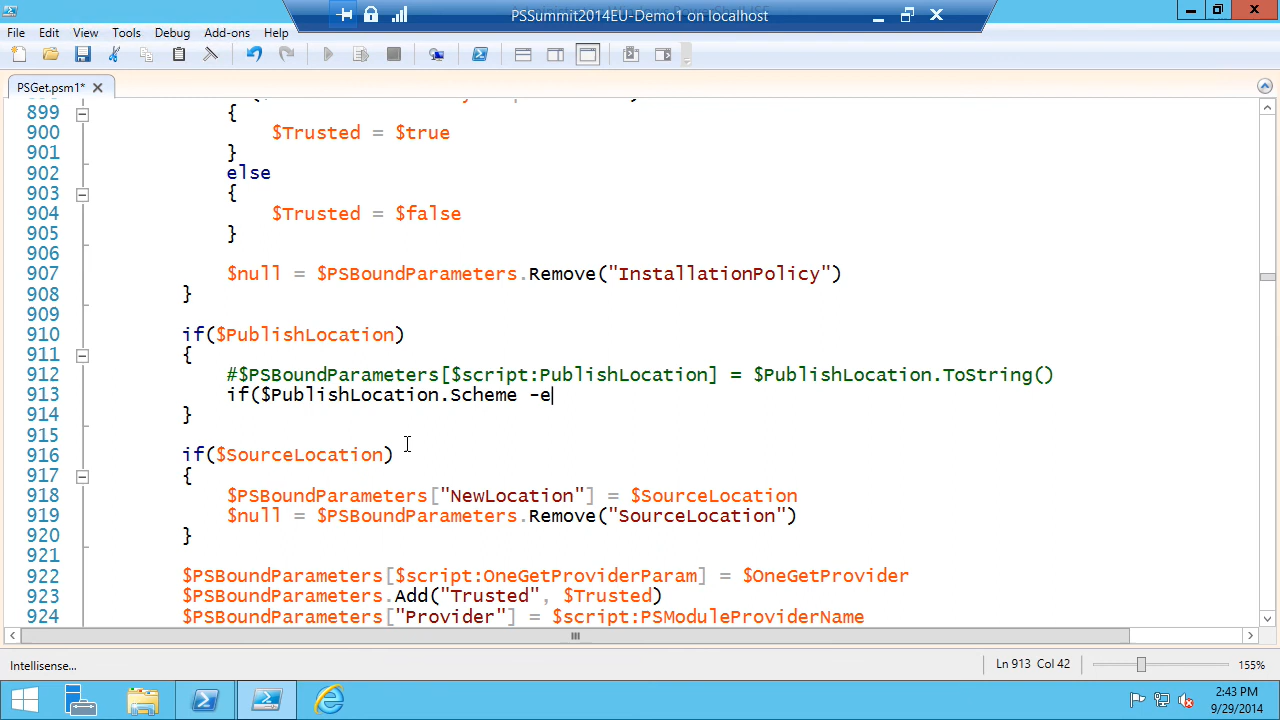 PSSummit2014EU-Demo1 on localhost
File Edit View Tools Debug Add-ons Help
PSGet.psm1*
899 {
900 $Trusted = $true
901 }
902 else
903 {
904 $Trusted = $false
905 }
906
907 $null = $PSBoundParameters.Remove("InstallationPolicy")
908 }
909
910 if($PublishLocation)
911 {
912 #$PSBoundParameters[$script:PublishLocation] = $PublishLocation.ToString()
913 if($PublishLocation.Scheme -e
914 }
915
916 if($SourceLocation)
917 {
918 $PSBoundParameters["NewLocation"] = $SourceLocation
919 $null = $PSBoundParameters.Remove("SourceLocation")
920 }
921
922 $PSBoundParameters[$script:OneGetProviderParam] = $OneGetProvider
923 $PSBoundParameters.Add("Trusted", $Trusted)
924 $PSBoundParameters["Provider"] = $script:PSModuleProviderName
Intellisense... Ln 913 Col 42 155%
2:43 PM
9/29/2014